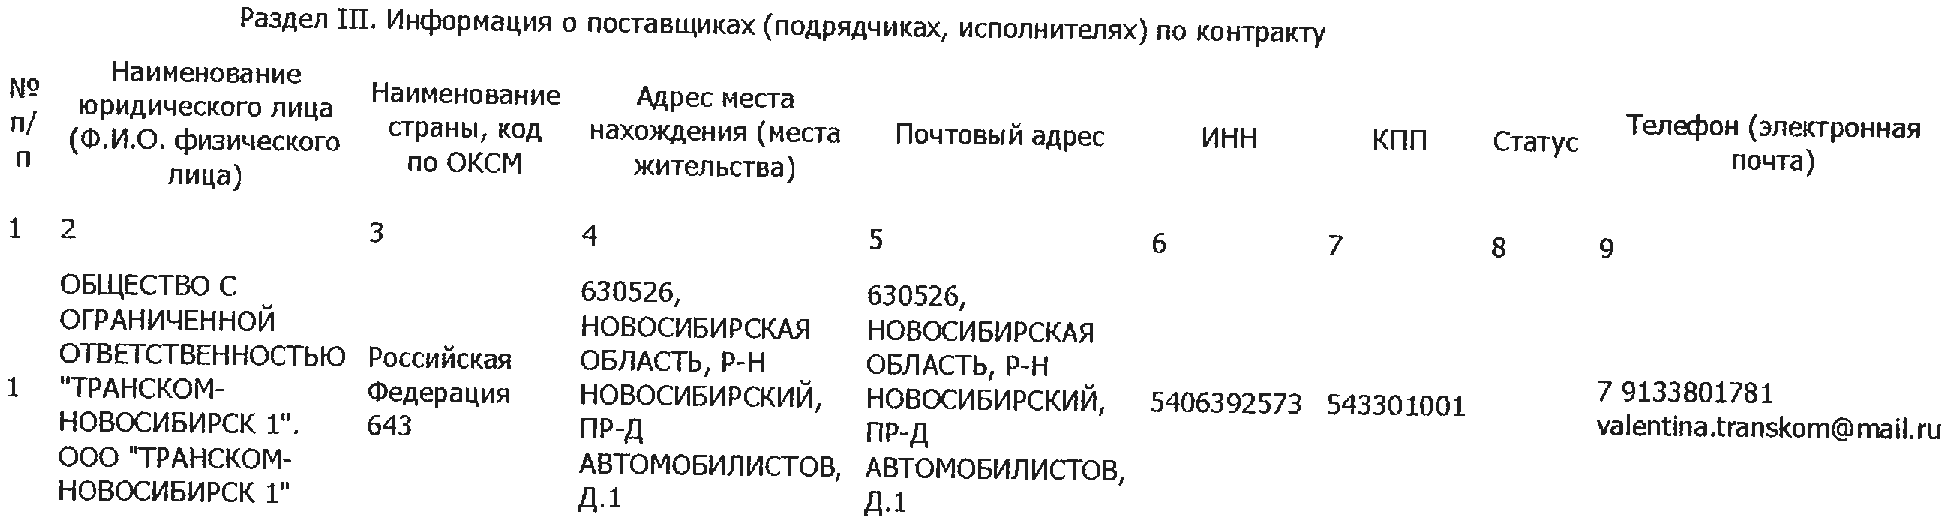 Раздел III. Информация о поставщиках (подрядчиках, исполнителях) по контракту
№
п/
п
Наименование
юридического лица
(Ф.И.О. физического
лица)
Наименование
страны, код
по ОКСМ
Адрес места
нахождения (места
жительства)
Почтовый адрес
ИНН
КПП
Статус
Телефон (электронная
почта)
1
2
3
4
5
6
7
8
9
1
ОБЩЕСТВО С
ОГРАНИЧЕННОЙ
ОТВЕТСТВЕННОСТЬЮ
"ТРАНСКОМ-
НОВОСИБИРСК 1".
ООО "ТРАНСКОМ-
НОВОСИБИРСК 1"
Российская
Федерация
643
630526,
НОВОСИБИРСКАЯ
ОБЛАСТЬ, Р-Н
НОВОСИБИРСКИЙ,
ПР-Д
АВТОМОБИЛИСТОВ,
Д.1
630526,
НОВОСИБИРСКАЯ
ОБЛАСТЬ, Р-Н
НОВОСИБИРСКИЙ,
ПР-Д
АВТОМОБИЛИСТОВ,
Д.1
5406392573
543301001
7 9133801781
valentina.transkom@mail.ru